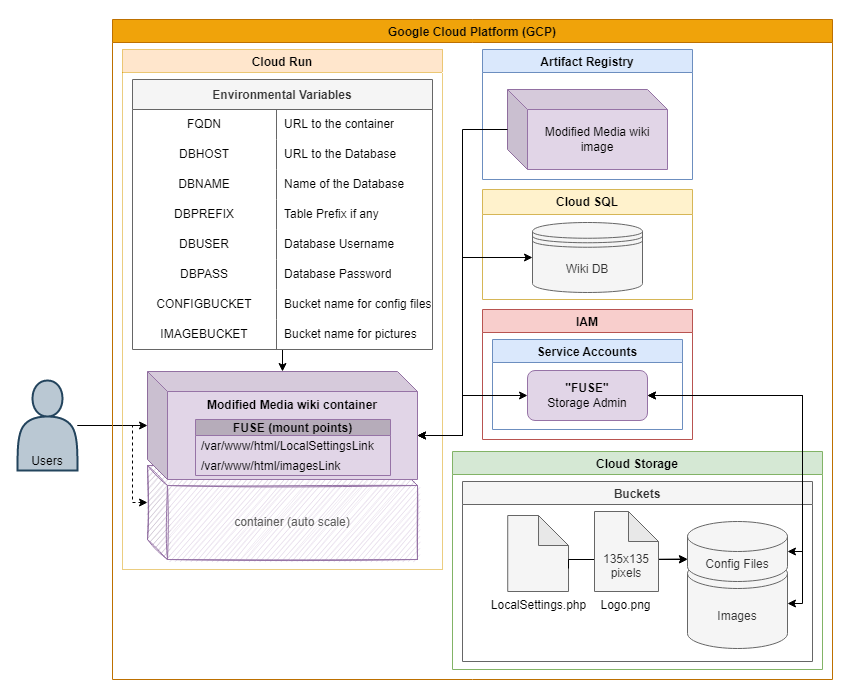 Google Cloud Platform (GCP)
Cloud Run
Environmental Variables
FQDN URL to the container
DBHOST URL to the Database
DBNAME Name of the Database
DBPREFIX Table Prefix if any
DBUSER Database Username
DBPASS Database Password
CONFIGBUCKET Bucket name for config files
IMAGEBUCKET Bucket name for pictures
Modified Media wiki container
FUSE (mount points)
/var/www/html/LocalSettingsLink
/var/www/html/imagesLink
container (auto scale)
Users
Artifact Registry
Modified Media wiki
image
Cloud SQL
Wiki DB
IAM
Service Accounts
"FUSE"
Storage Admin
Cloud Storage
Buckets
LocalSettings.php
135x135
pixels
Logo.png
Config Files
Images